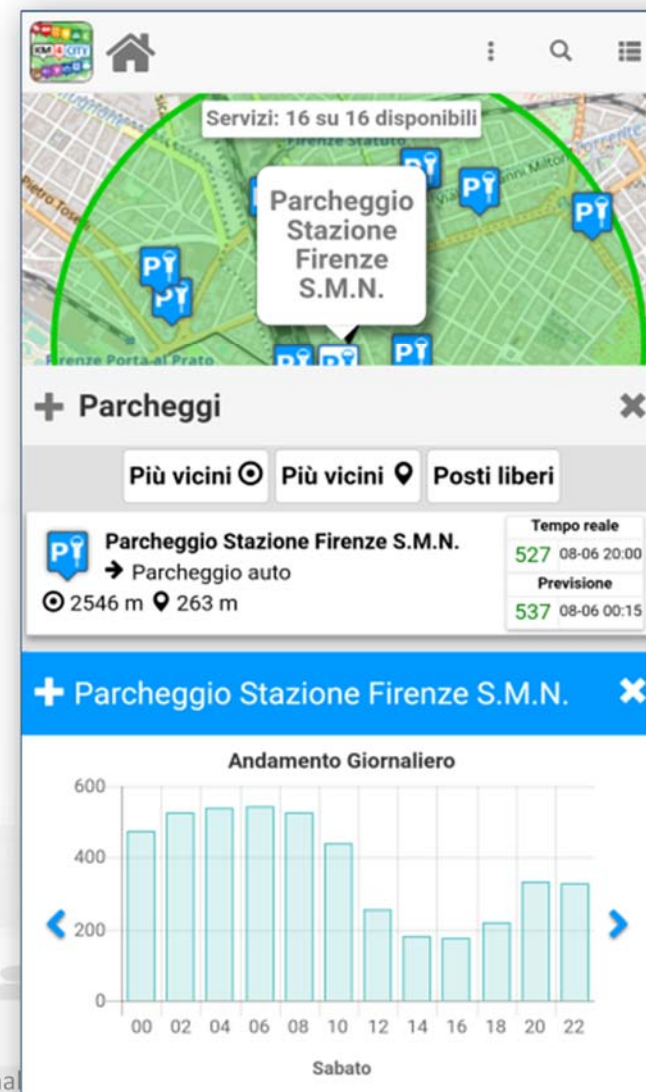 KM 4 CITY
Servizi: 16 su 16 disponibili
Firenze Statuto
Parcheggio
Stazione
Firenze
S.M.N.
Pietro Tosel
Firenze Porta al Prato
Parcheggi
Più vicini
Più vicini
Posti liberi
Parcheggio Stazione Firenze S.M.N.
Parcheggio auto
2546 m 263 m
Tempo reale
527 08-06 20:00
Previsione
537 08-06 00:15
Parcheggio Stazione Firenze S.M.N.
Andamento Giornaliero
600
400
200
0
00 02 04 06 08 10 12 14 16 18 20 22
Sabato